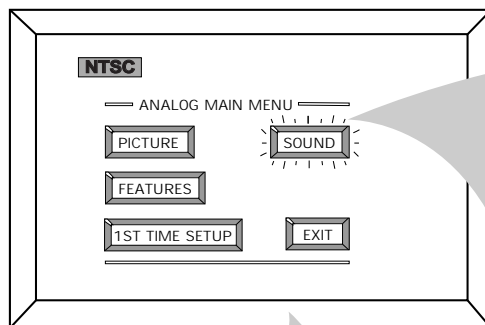 NTSC
ANALOG MAIN MENU
PICTURE
SOUND
FEATURES
1ST TIME SETUP
EXIT